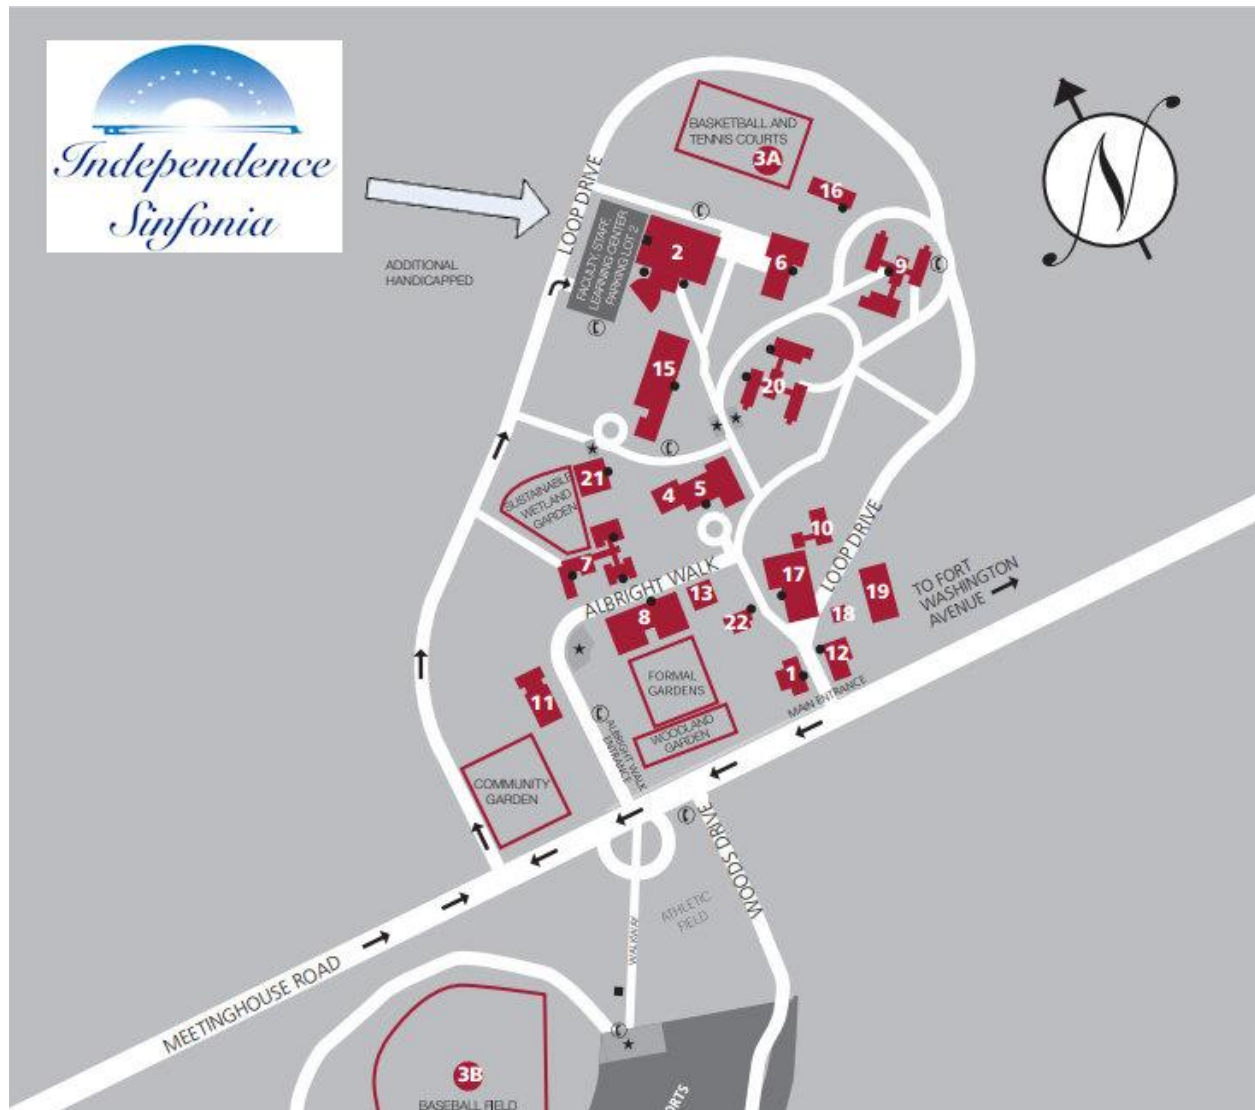 Independence
Sinfonia
ADDITIONAL
HANDICAPPED
LOOP DRIVE
BASKETBALL AND
TENNIS COURTS
3A
16
N
FACULTY, STAFF,
LEARNING CENTER
PARKING LOT 2
2
6
9
15
20
21
SUSTAINABLE
WETLAND
GARDEN
4
5
7
10
LOOP DRIVE
ALBRIGHT WALK
17
13
8
22
18
19
TO FORT
WASHINGTON
AVENUE
1
12
MAIN ENTRANCE
FORMAL
GARDENS
WOODLAND
GARDEN
11
ALBRIGHT WALK
ENTRANCE
COMMUNITY
GARDEN
WOODS DRIVE
ATHLETIC
FIELD
WALKWAY
MEETINGHOUSE ROAD
3B
BASEBALL FIELD